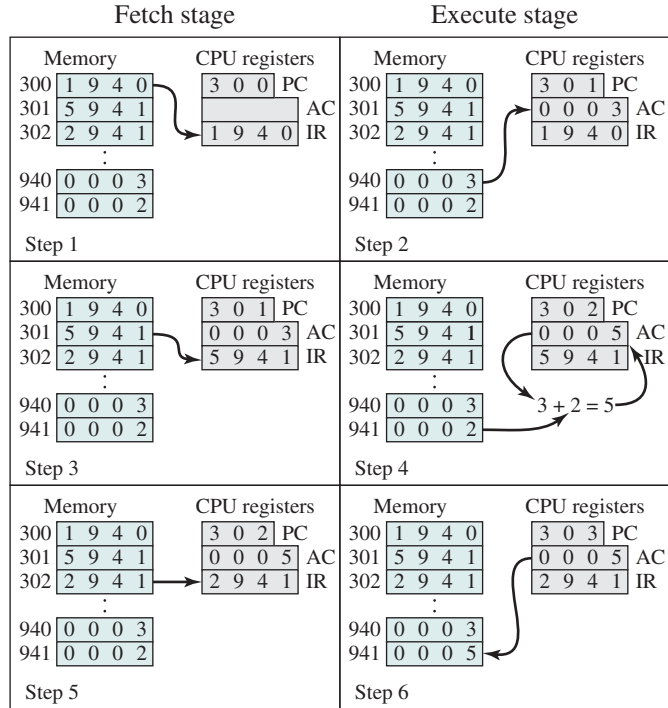 Fetch stage
Execute stage
Memory
CPU registers
300 1 9 4 0
3 0 0 PC
301 5 9 4 1
AC
302 2 9 4 1
1 9 4 0 IR
940 0 0 0 3
941 0 0 0 2
Step 1
Memory
CPU registers
300 1 9 4 0
3 0 1 PC
301 5 9 4 1
0 0 0 3 AC
302 2 9 4 1
1 9 4 0 IR
940 0 0 0 3
941 0 0 0 2
Step 2
Memory
CPU registers
300 1 9 4 0
3 0 1 PC
301 5 9 4 1
0 0 0 3 AC
302 2 9 4 1
5 9 4 1 IR
940 0 0 0 3
941 0 0 0 2
Step 3
Memory
CPU registers
300 1 9 4 0
3 0 2 PC
301 5 9 4 1
0 0 0 5 AC
302 2 9 4 1
5 9 4 1 IR
940 0 0 0 3
3 + 2 = 5
941 0 0 0 2
Step 4
Memory
CPU registers
300 1 9 4 0
3 0 2 PC
301 5 9 4 1
0 0 0 5 AC
302 2 9 4 1
2 9 4 1 IR
940 0 0 0 3
941 0 0 0 2
Step 5
Memory
CPU registers
300 1 9 4 0
3 0 3 PC
301 5 9 4 1
0 0 0 5 AC
302 2 9 4 1
2 9 4 1 IR
940 0 0 0 3
941 0 0 0 5
Step 6